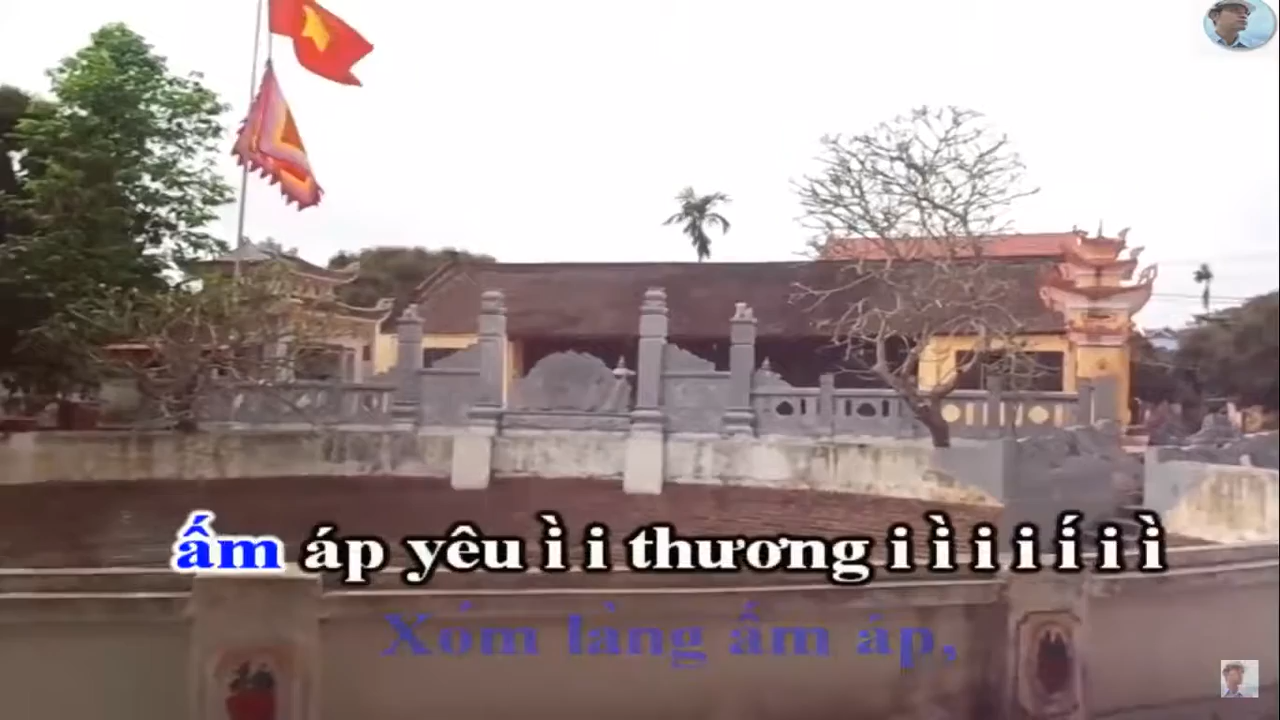 ấm áp yêu ì i thương i ì i i í i ì
Xóm làng ấm áp,